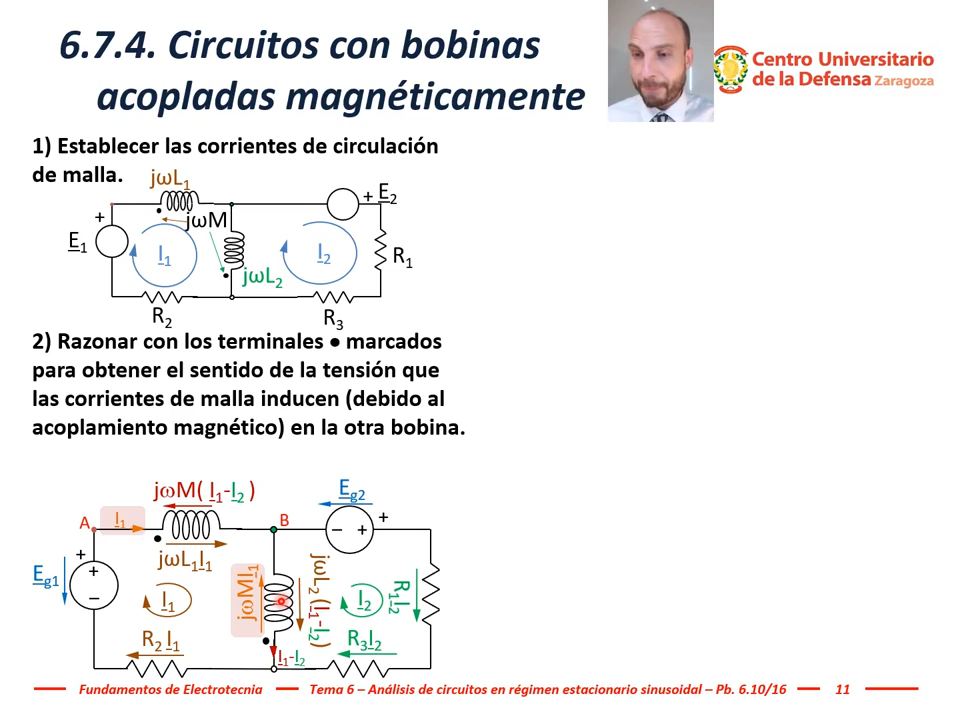 6.7.4. Circuitos con bobinas
acopladas magnéticamente
Centro Universitario
de la Defensa Zaragoza
1) Establecer las corrientes de circulación
de malla.
jωL1
+ E2
+
jωM
E1
I1
I2
R1
jωL2
R2
R3
2) Razonar con los terminales • marcados
para obtener el sentido de la tensión que
las corrientes de malla inducen (debido al
acoplamiento magnético) en la otra bobina.
jωM( I1-I2 )
Eg2
A
I1
B
− +
+
jωL1I1
+
Eg1
+
−
jωMI1
jωL2 (I1-I2)
R1I2
I1
I2
R2 I1
R3I2
I1-I2
Fundamentos de Electrotecnia
Tema 6 – Análisis de circuitos en régimen estacionario sinusoidal – Pb. 6.10/16
11